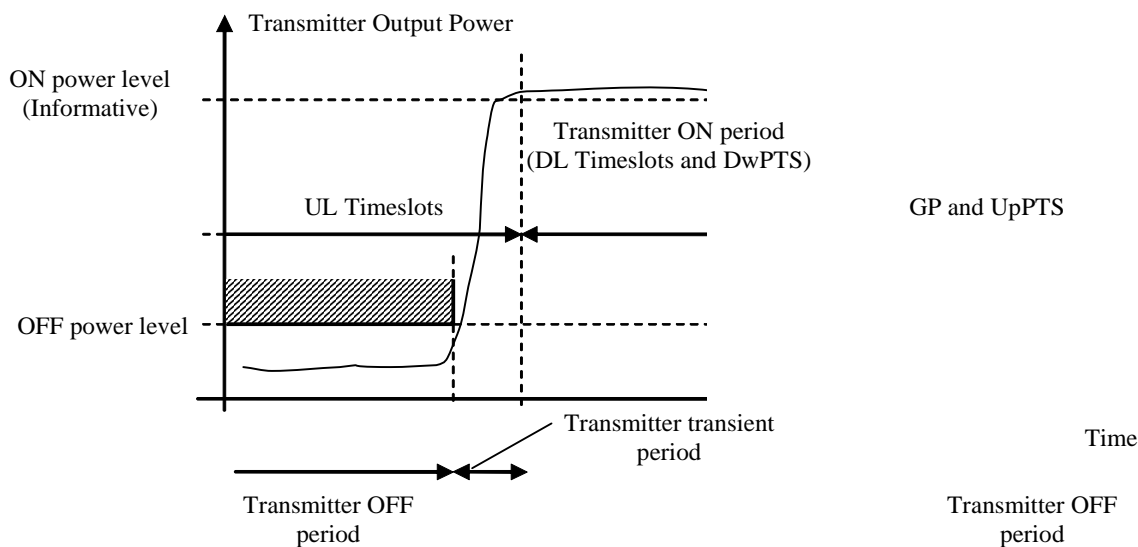 Transmitter Output Power
ON power level
(Informative)
Transmitter ON period
(DL Timeslots and DwPTS)
UL Timeslots
GP and UpPTS
OFF power level
Transmitter transient
period
Time
Transmitter OFF
period
Transmitter OFF
period